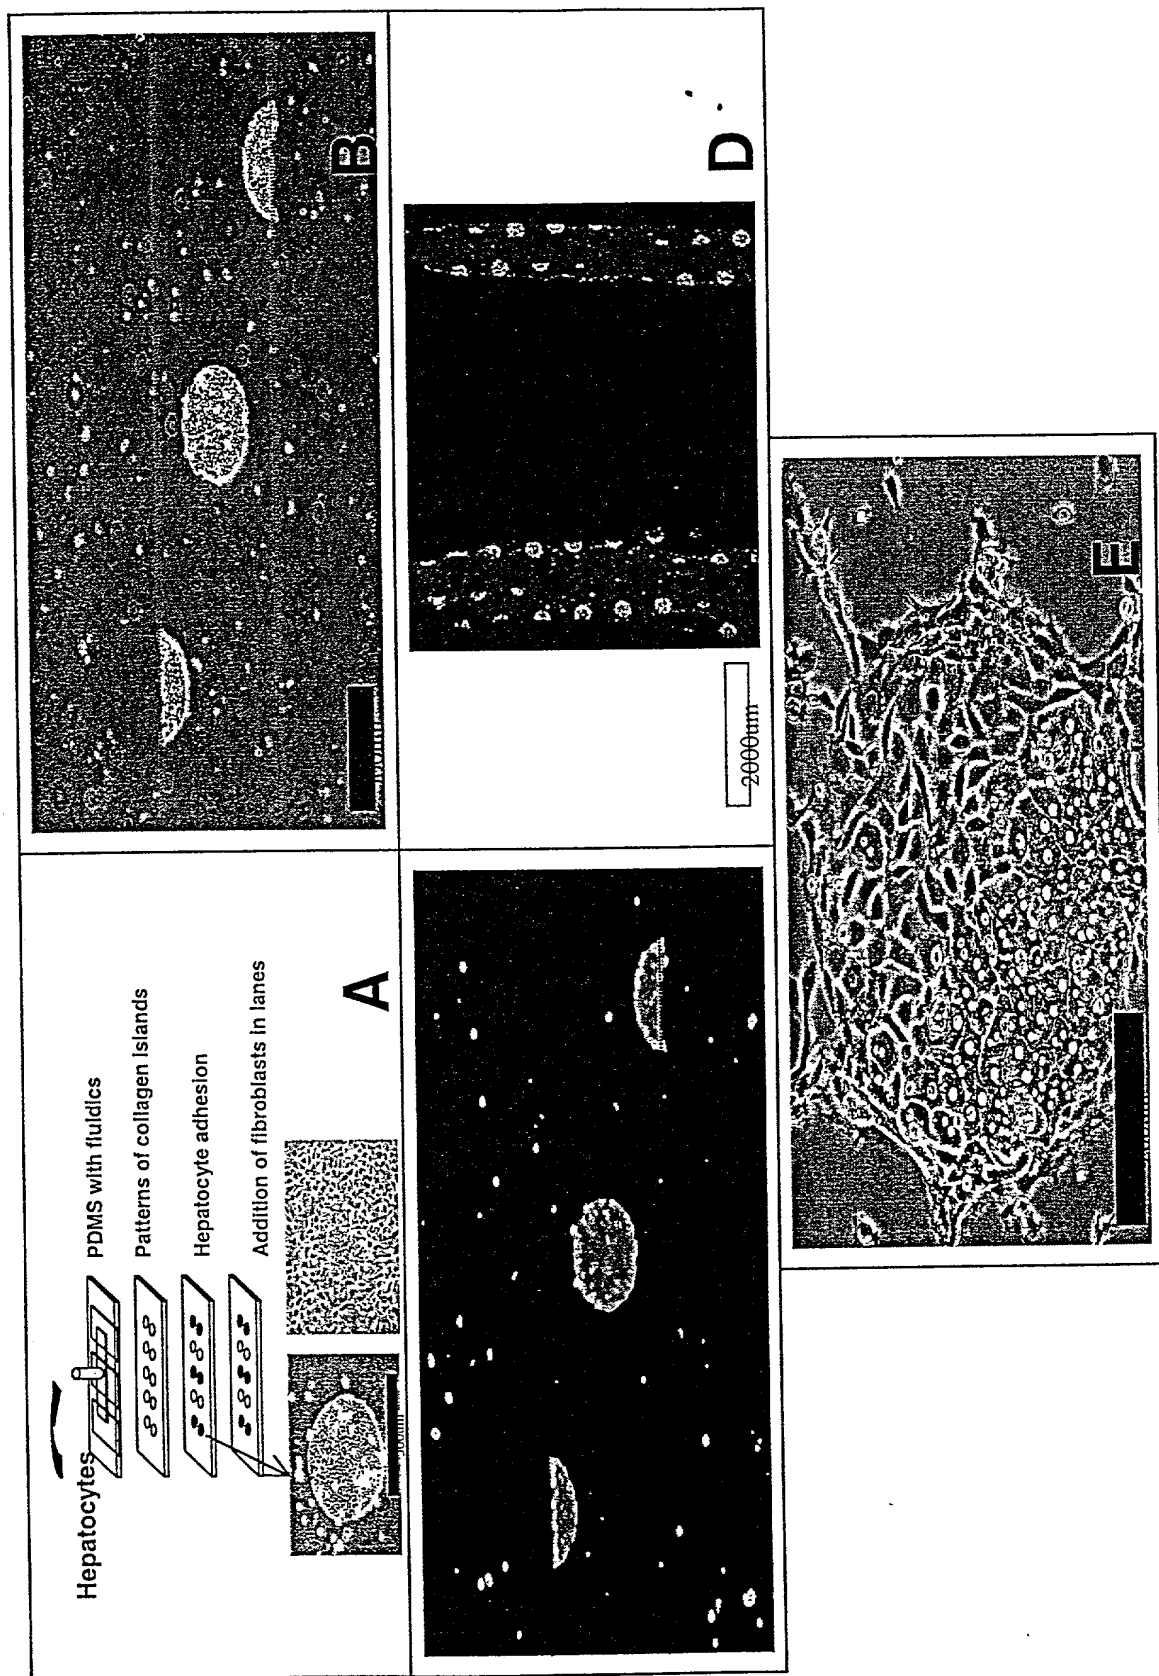 Hepatocytes
PDMS with fluidics
Patterns of collagen islands
Hepatocyte adhesion
Addition of fibroblasts in lanes
A
B
D
2000um
E